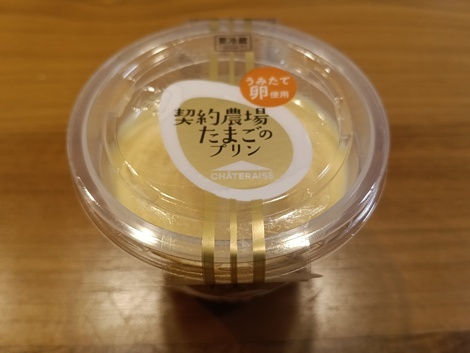 要冷蔵
うみたて
卵使用
契約農場
たまごの
プリン
CHÂTERAISÉ